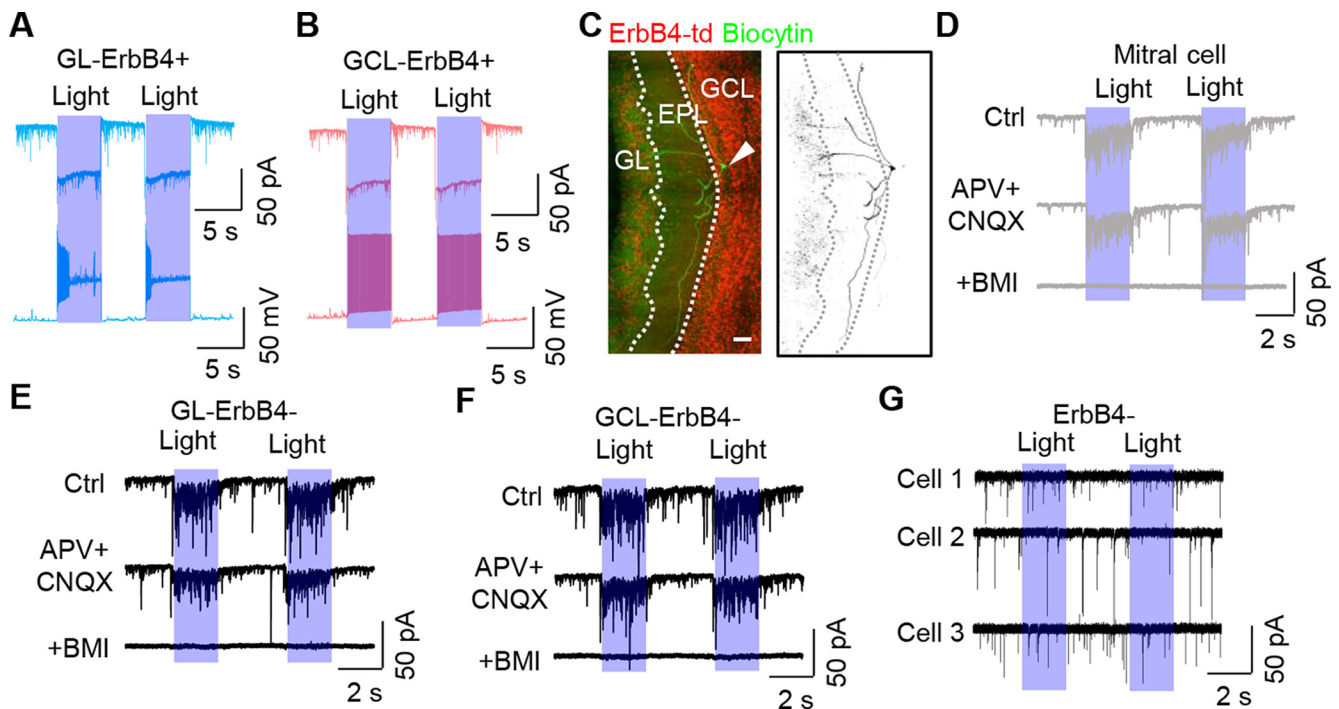 A
GL-ErbB4+
Light Light
50 pA
5 s
50 mV
5 s
B
GCL-ErbB4+
Light Light
50 pA
5 s
50 mV
5 s
C
ErbB4-td Biocytin
GCL
EPL
GL
D
Mitral cell
Light Light
Ctrl
APV+
CNQX
+BMI
50 pA
2 s
E
GL-ErbB4-
Light Light
Ctrl
APV+
CNQX
+BMI
50 pA
2 s
F
GCL-ErbB4-
Light Light
Ctrl
APV+
CNQX
+BMI
50 pA
2 s
G
ErbB4-
Light Light
Cell 1
Cell 2
Cell 3
50 pA
2 s